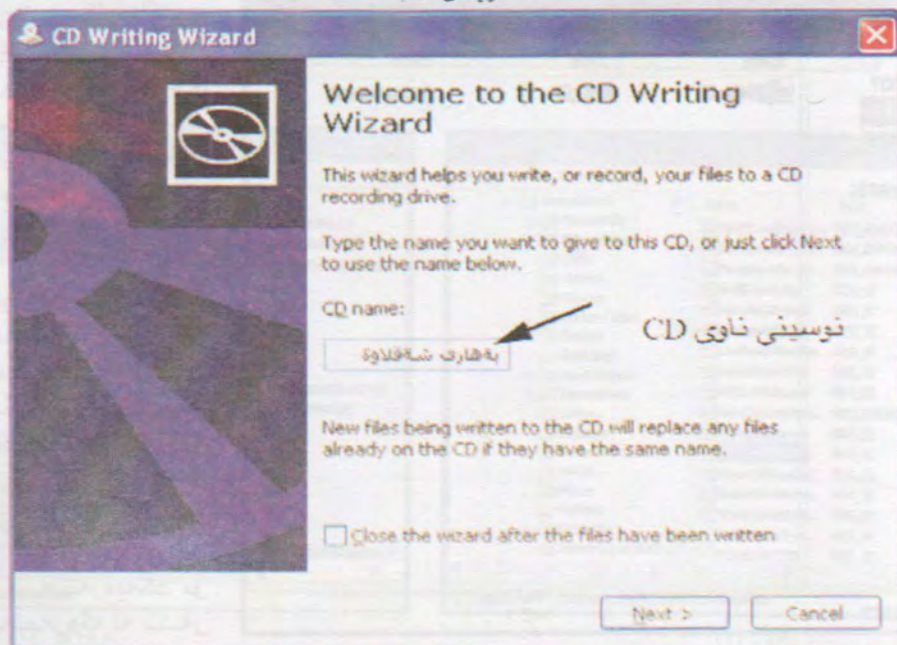 CD Writing Wizard
Welcome to the CD Writing
Wizard
This wizard helps you write, or record, your files to a CD
recording drive.
Type the name you want to give to this CD, or just click Next
to use the name below.
CD name:
نوسینی ناوی CD
بةهارى شةقلاوة
New files being written to the CD will replace any files
already on the CD if they have the same name.
Close the wizard after the files have been written
Next >
Cancel